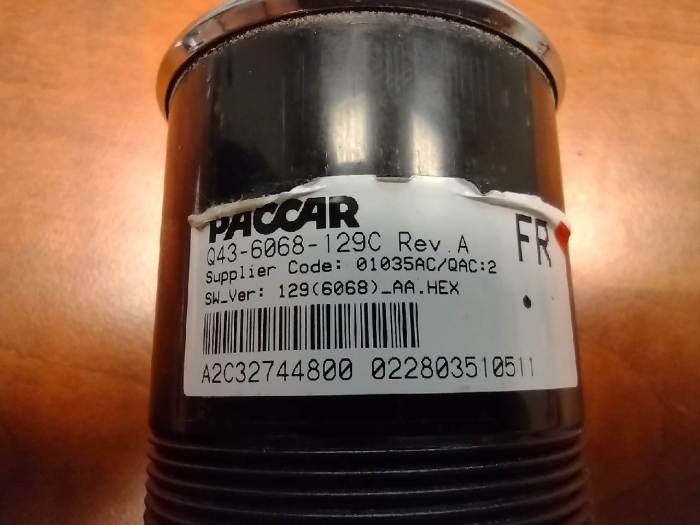 PACCAR
Q43-6068-129C Rev.A
FR
Supplier Code: 01035AC/QAC:2
SW_Ver: 129(6068)_AA.HEX
A2C32744800 022803510511